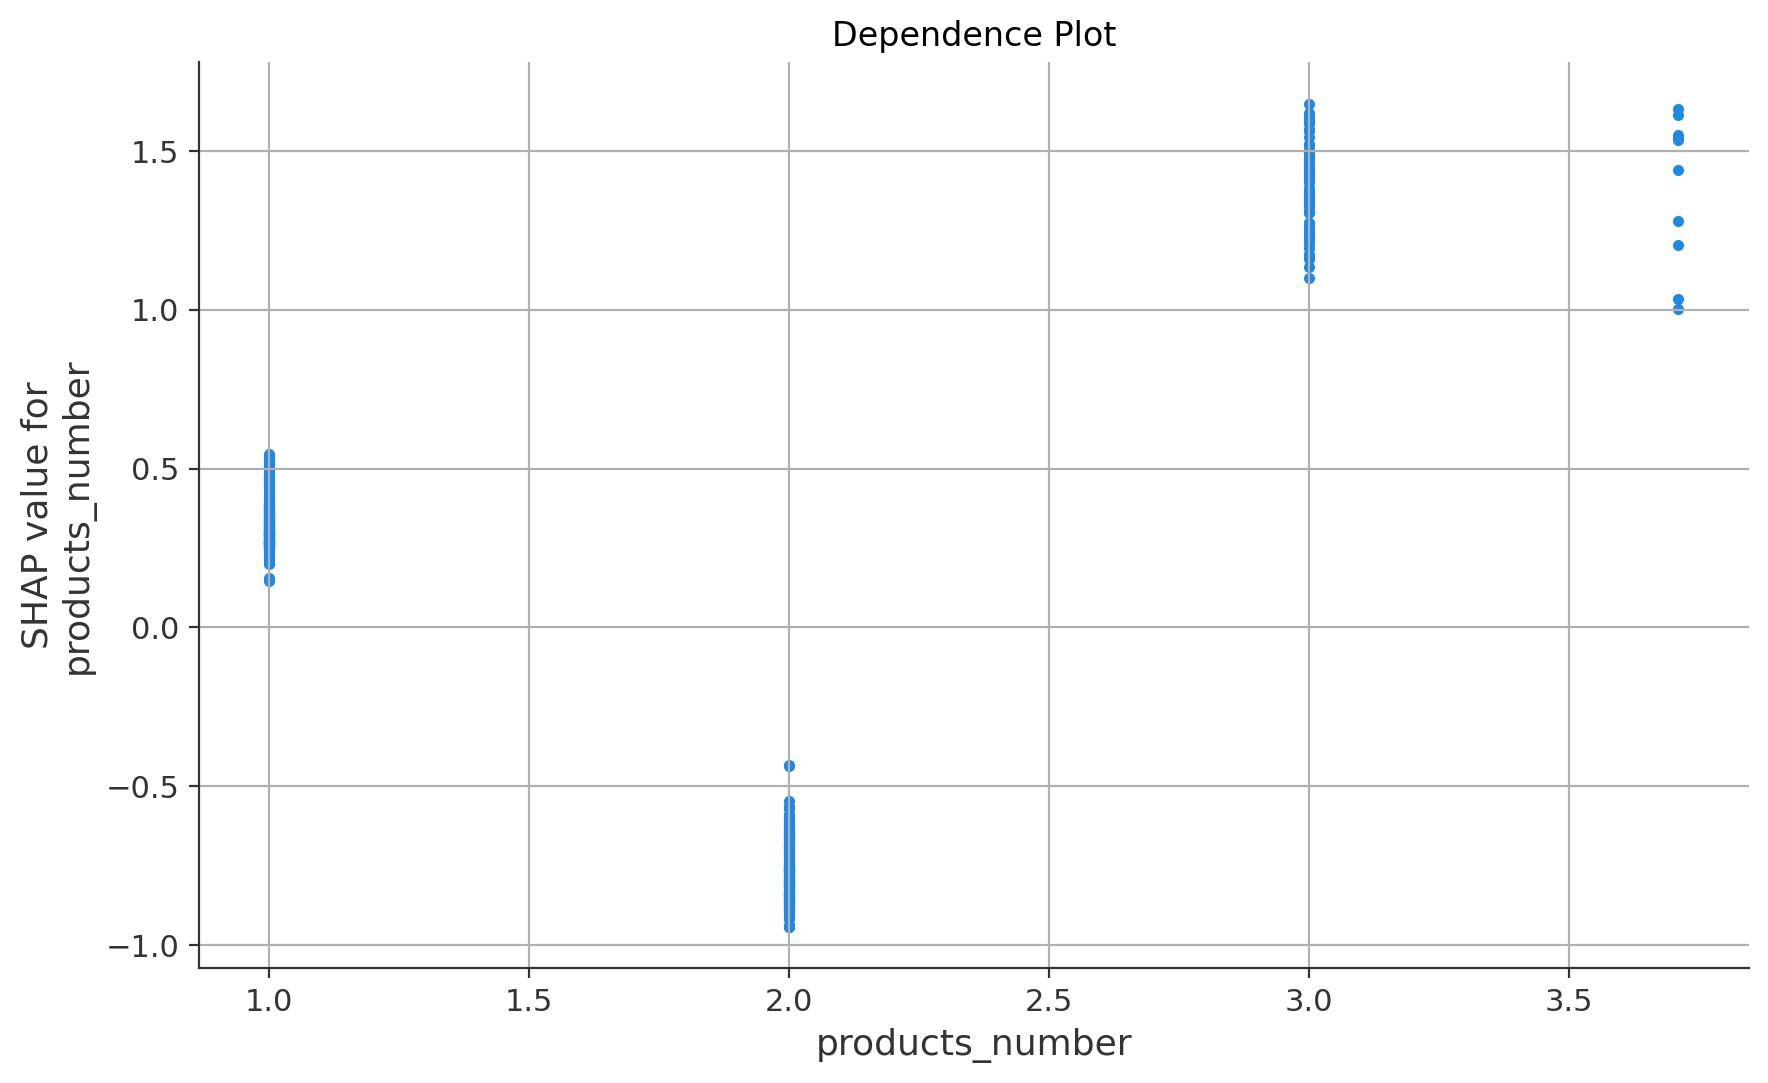 Dependence Plot
1.5
1.0
0.5
0.0
−0.5
−1.0
SHAP value for
products_number
1.0 1.5 2.0 2.5 3.0 3.5
products_number